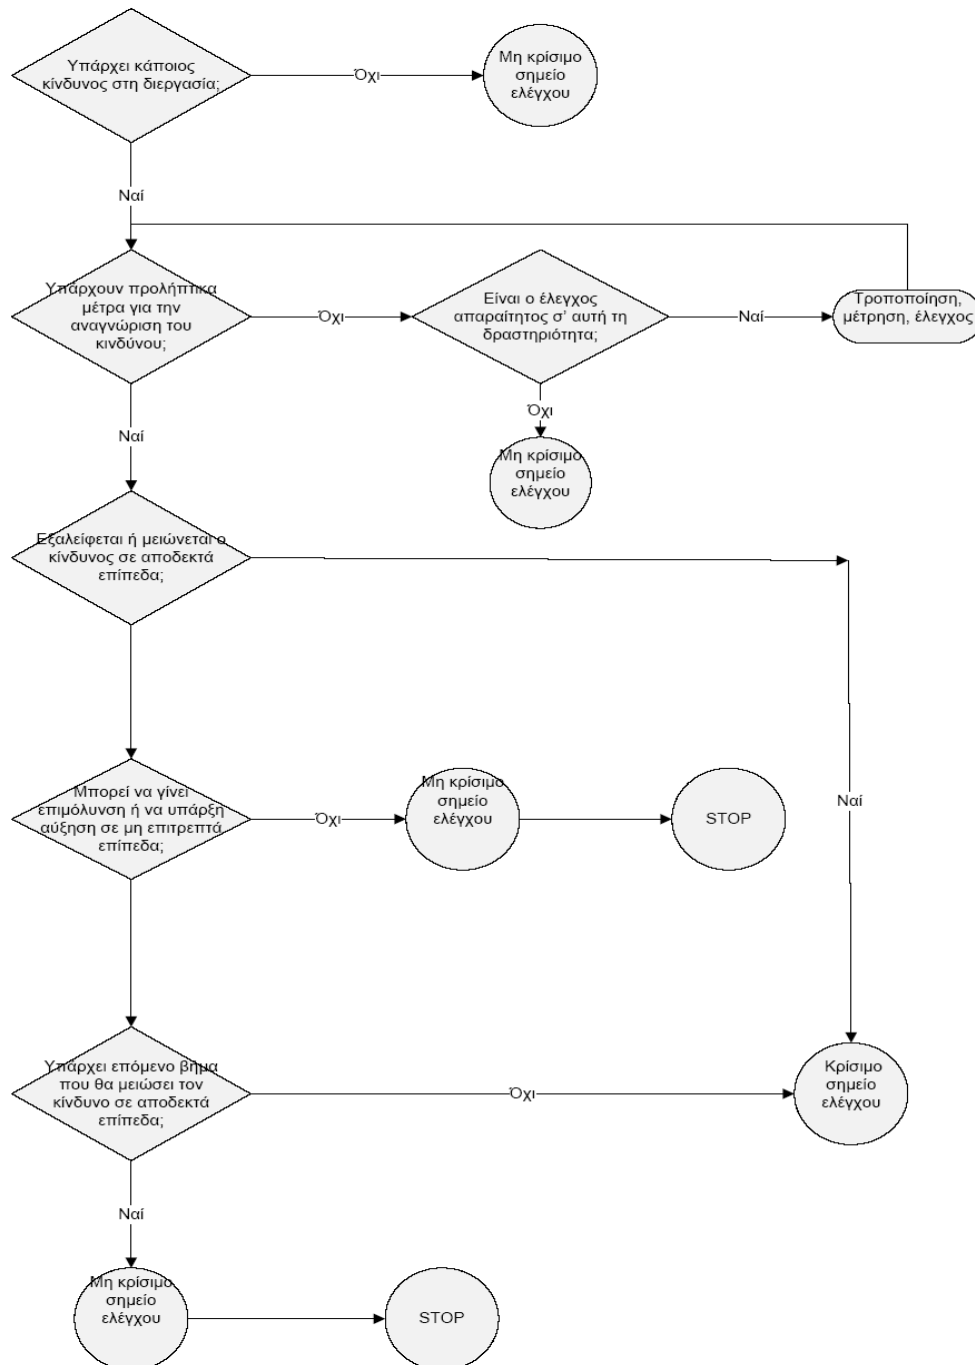 Υπάρχει κάποιος
κίνδυνος στη διεργασία;
Όχι
Μη κρίσιμο
σημείο
ελέγχου
Ναί
Υπάρχουν προλήπτικα
μέτρα για την
αναγνώριση του
κινδύνου;
Όχι
Είναι ο έλεγχος
απαραίτητος σ' αυτή τη
δραστηριότητα;
Ναί
Τροποποίηση,
μέτρηση, έλεγχος
Όχι
Μη κρίσιμο
σημείο
ελέγχου
Ναί
Εξαλείφεται ή μειώνεται ο
κίνδυνος σε αποδεκτά
επίπεδα;
Ναί
Μπορεί να γίνει
επιμόλυνση ή να υπάρξη
αύξηση σε μη επιτρεπτά
επίπεδα;
Όχι
Μη κρίσιμο
σημείο
ελέγχου
STOP
Υπάρχει επόμενο βήμα
που θα μειώσει τον
κίνδυνο σε αποδεκτά
επίπεδα;
Όχι
Κρίσιμο
σημείο
ελέγχου
Ναί
Μη κρίσιμο
σημείο
ελέγχου
STOP